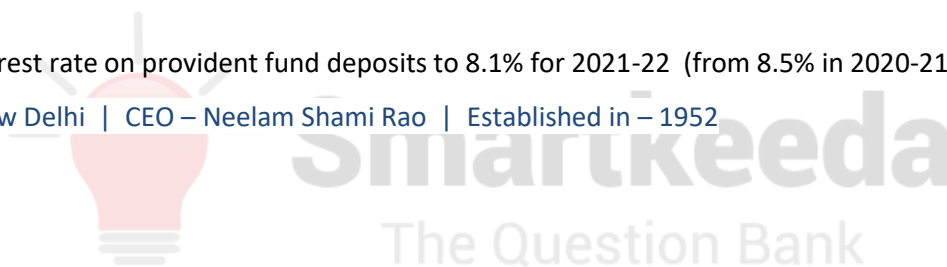 rest rate on provident fund deposits to 8.1% for 2021-22 (from 8.5% in 2020-21
w Delhi | CEO – Neelam Shami Rao | Established in – 1952
Smartkeeda
The Question Bank